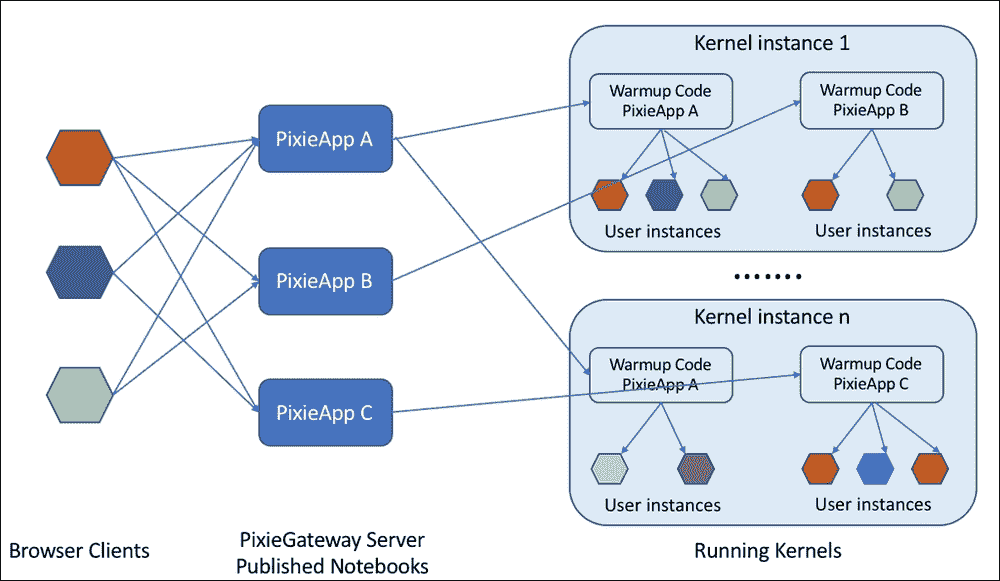 Kernel instance 1
Warmup Code
PixieApp A
Warmup Code
PixieApp B
User instances
User instances
PixieApp A
PixieApp B
PixieApp C
.......
Kernel instance n
Warmup Code
PixieApp A
Warmup Code
PixieApp C
User instances
User instances
Browser Clients
PixieGateway Server
Published Notebooks
Running Kernels